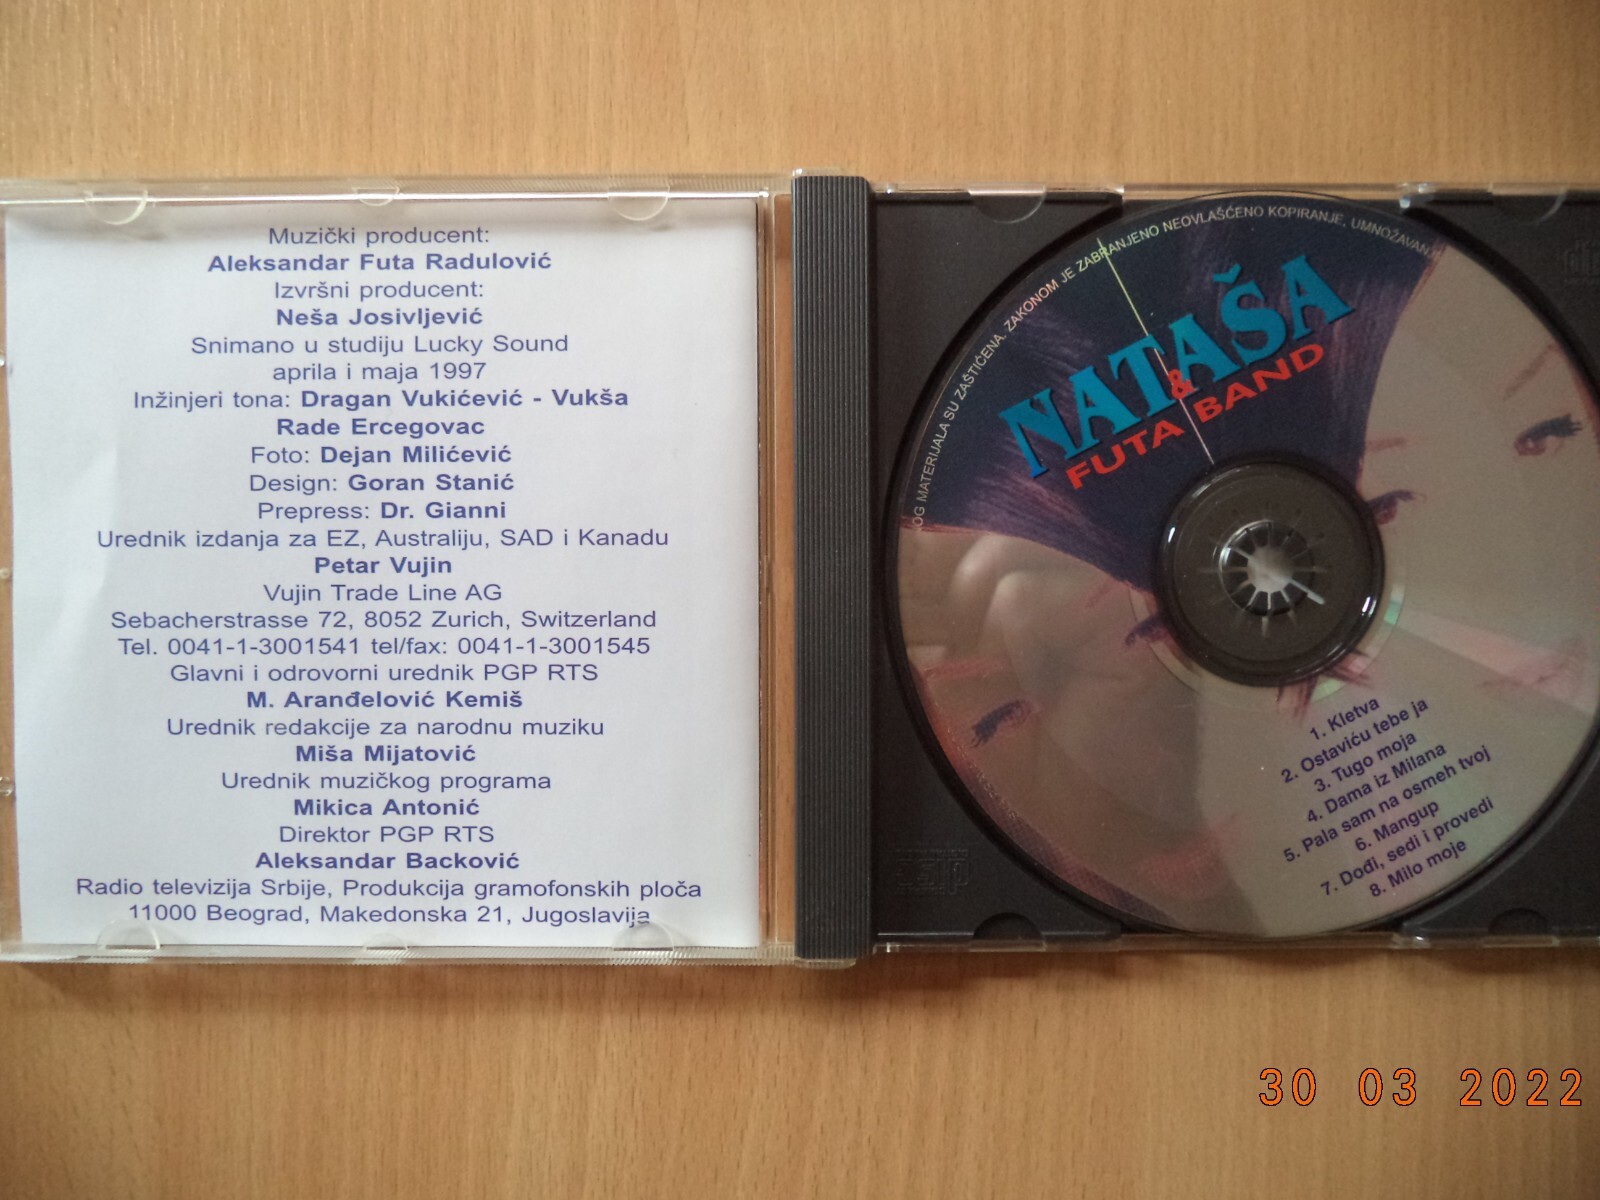 Muzički producent:
Aleksandar Futa Radulović
Izvršni producent:
Neša Josivljević
Snimano u studiju Lucky Sound
aprila i maja 1997
Inžinjeri tona: Dragan Vukićević - Vukša
Rade Ercegovac
Foto: Dejan Milićević
Design: Goran Stanić
Prepress: Dr. Gianni
Urednik izdanja za EZ, Australiju, SAD i Kanadu
Petar Vujin
Vujin Trade Line AG
Sebacherstrasse 72, 8052 Zurich, Switzerland
Tel. 0041-1-3001541 tel/fax: 0041-1-3001545
Glavni i odrovorni urednik PGP RTS
M. Aranđelović Kemiš
Urednik redakcije za narodnu muziku
Miša Mijatović
Urednik muzičkog programa
Mikica Antonić
Direktor PGP RTS
Aleksandar Backović
Radio televizija Srbije, Produkcija gramofonskih ploča
11000 Beograd, Makedonska 21, Jugoslavija
OG MATERIJALA SU ZAŠTIĆENA. ZAKONOM JE ZABRANJENO NEOVLAŠĆENO KOPIRANJE, UMNOŽAVAN
NATAŠA
&
FUTA BAND
1. Kletva
2. Ostaviću tebe ja
3. Tugo moja
4. Dama iz Milana
5. Pala sam na osmeh tvoj
6. Mangup
7. Dođi, sedi i provedi
8. Milo moje
30 03 2022